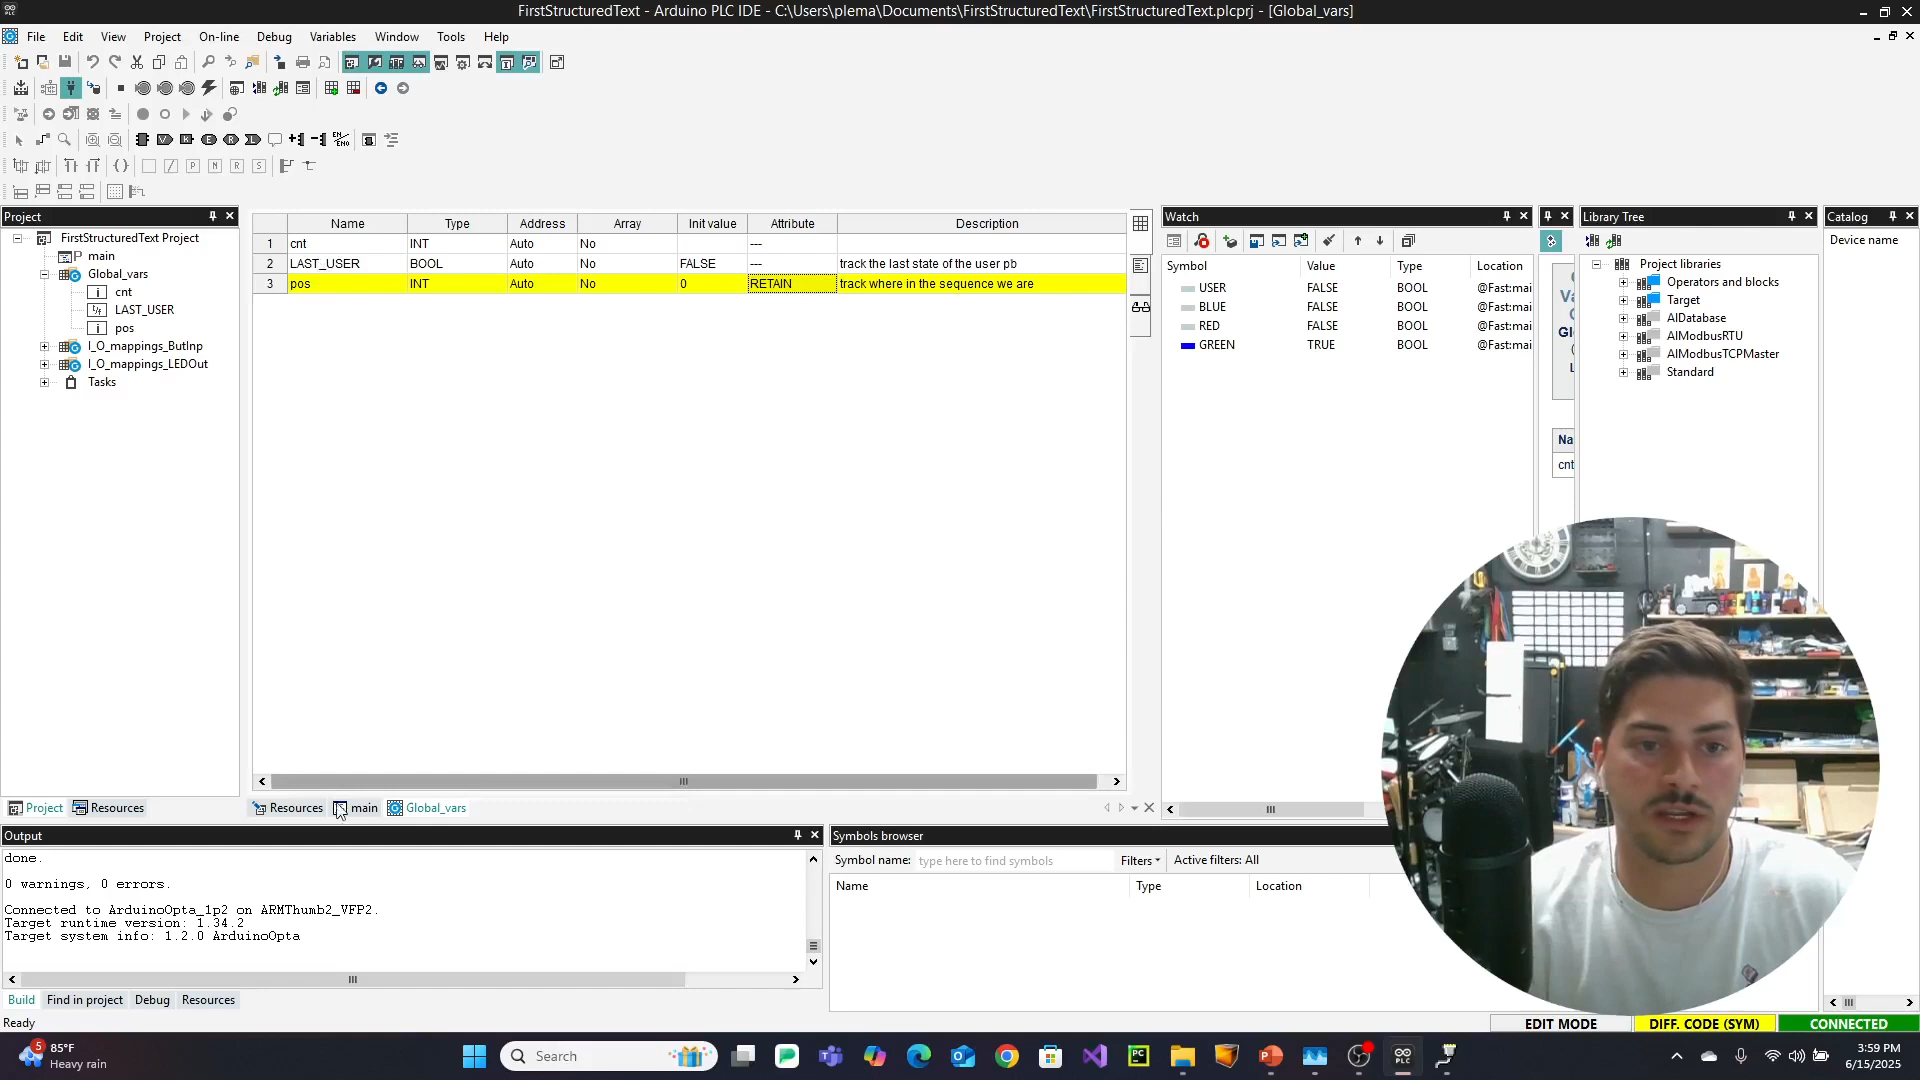 FirstStructuredText - Arduino PLC IDE - C:\Users\plema\Documents\FirstStructuredText\FirstStructuredText.plcprj - [Global_vars]
File Edit View Project On-line Debug Variables Window Tools Help
Project
FirstStructuredText Project
main
Global_vars
cnt
LAST_USER
pos
I_O_mappings_ButInp
I_O_mappings_LEDOut
Tasks
Project Resources
Name Type Address Array Init value Attribute Description
1 cnt INT Auto No ---
2 LAST_USER BOOL Auto No FALSE --- track the last state of the user pb
3 pos INT Auto No 0 RETAIN track where in the sequence we are
Resources main Global_vars
Watch
Symbol Value Type Location
USER FALSE BOOL @Fast:mai
BLUE FALSE BOOL @Fast:mai
RED FALSE BOOL @Fast:mai
GREEN TRUE BOOL @Fast:mai
Na
cnt
Library Tree
Project libraries
Operators and blocks
Target
AlDatabase
AlModbusRTU
AlModbusTCPMaster
Standard
Catalog
Device name
Output
done.
0 warnings, 0 errors.
Connected to ArduinoOpta_1p2 on ARMThumb2_VFP2.
Target runtime version: 1.34.2
Target system info: 1.2.0 ArduinoOpta
Build Find in project Debug Resources
Symbols browser
Symbol name: type here to find symbols Filters Active filters: All
Name Type Location
Ready
EDIT MODE DIFF. CODE (SYM) CONNECTED
5
85°F
Heavy rain
Search
3:59 PM
6/15/2025